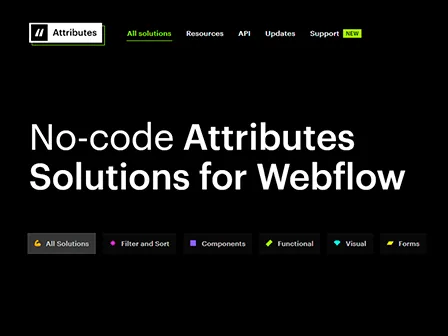 Attributes
All solutions Resources API Updates Support NEW
No-code Attributes
Solutions for Webflow
All Solutions Filter and Sort Components Functional Visual Forms